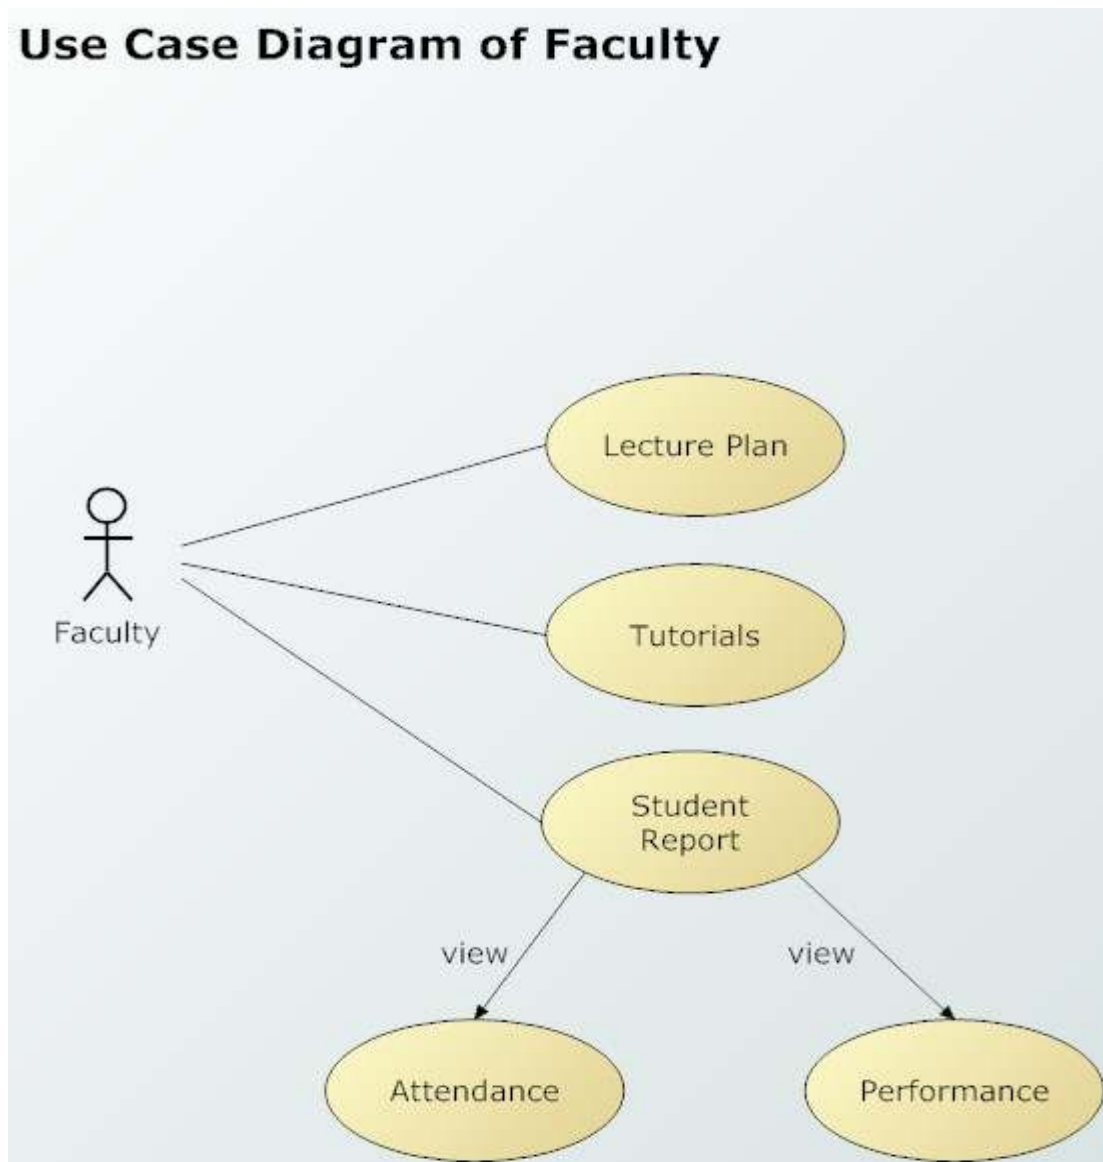 Use Case Diagram of Faculty
Lecture Plan
Faculty
Tutorials
Student
Report
view
view
Attendance
Performance